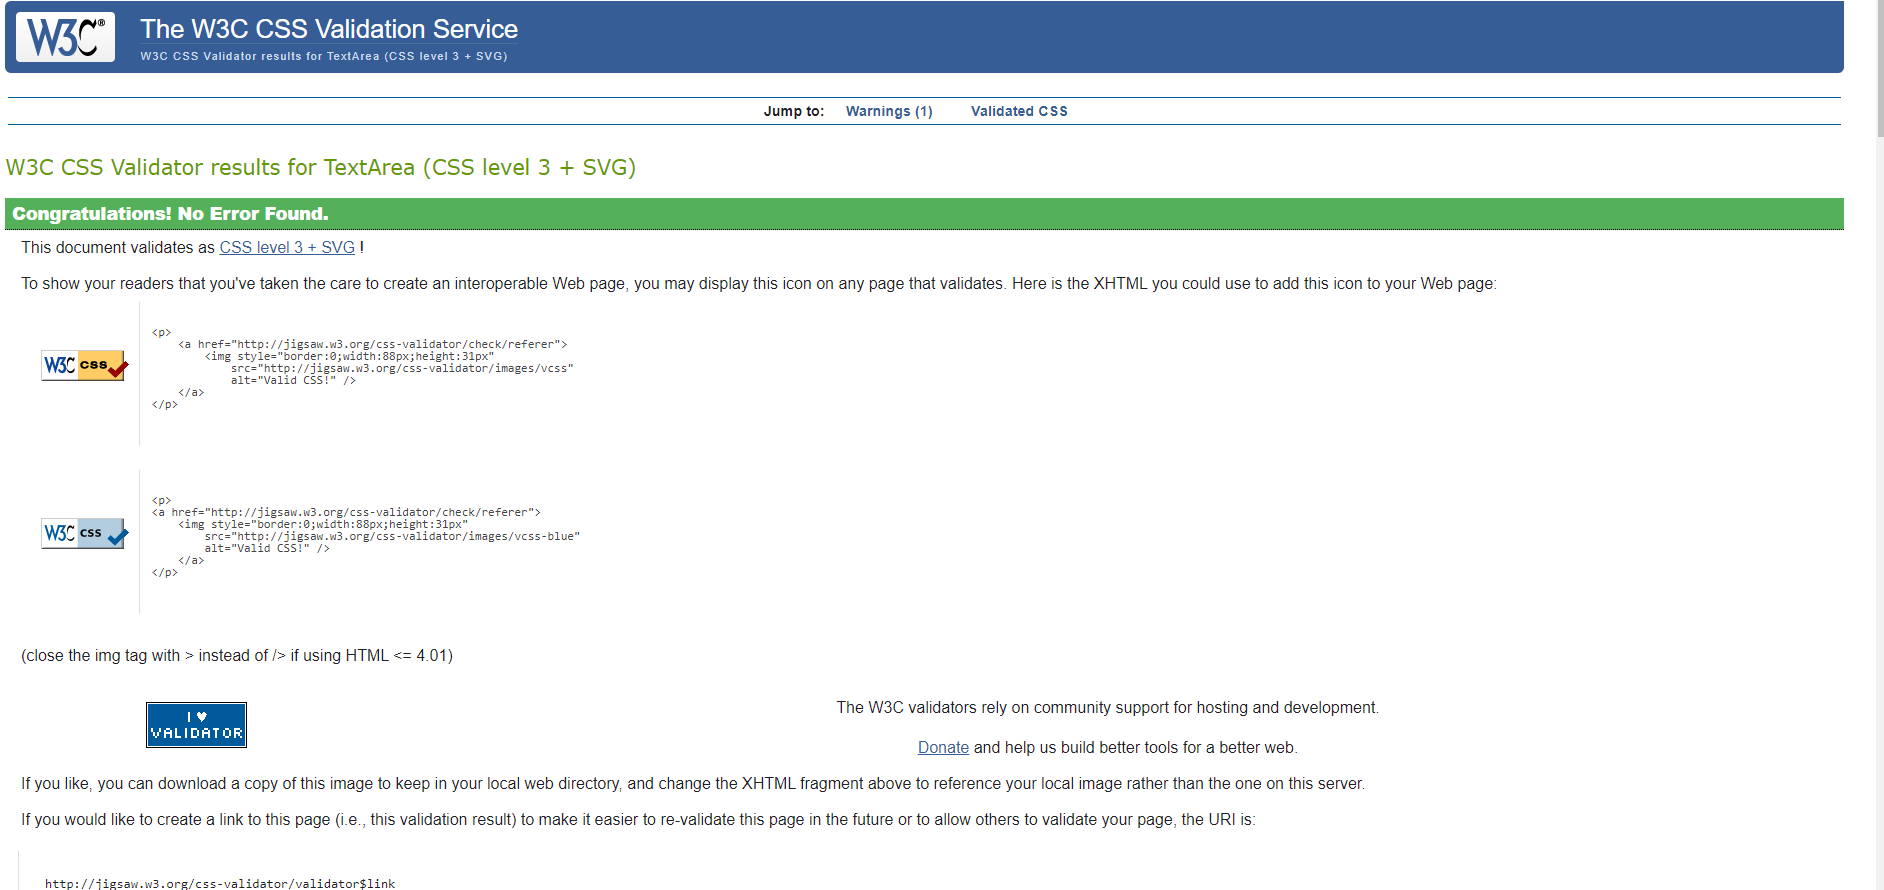 W3C®
The W3C CSS Validation Service
W3C CSS Validator results for TextArea (CSS level 3 + SVG)
Jump to: Warnings (1) Validated CSS
W3C CSS Validator results for TextArea (CSS level 3 + SVG)
Congratulations! No Error Found.
This document validates as CSS level 3 + SVG !
To show your readers that you've taken the care to create an interoperable Web page, you may display this icon on any page that validates. Here is the XHTML you could use to add this icon to your Web page:
W3C css
<p>
<a href="http://jigsaw.w3.org/css-validator/check/referer">
<img style="border:0;width:88px;height:31px"
src="http://jigsaw.w3.org/css-validator/images/vcss"
alt="Valid CSS!" />
</a>
</p>
W3C css
<p>
<a href="http://jigsaw.w3.org/css-validator/check/referer">
<img style="border:0;width:88px;height:31px"
src="http://jigsaw.w3.org/css-validator/images/vcss-blue"
alt="Valid CSS!" />
</a>
</p>
(close the img tag with > instead of /> if using HTML <= 4.01)
I ♥
VALIDATOR
The W3C validators rely on community support for hosting and development.
Donate and help us build better tools for a better web.
If you like, you can download a copy of this image to keep in your local web directory, and change the XHTML fragment above to reference your local image rather than the one on this server.
If you would like to create a link to this page (i.e., this validation result) to make it easier to re-validate this page in the future or to allow others to validate your page, the URI is:
http://jigsaw.w3.org/css-validator/validator$link